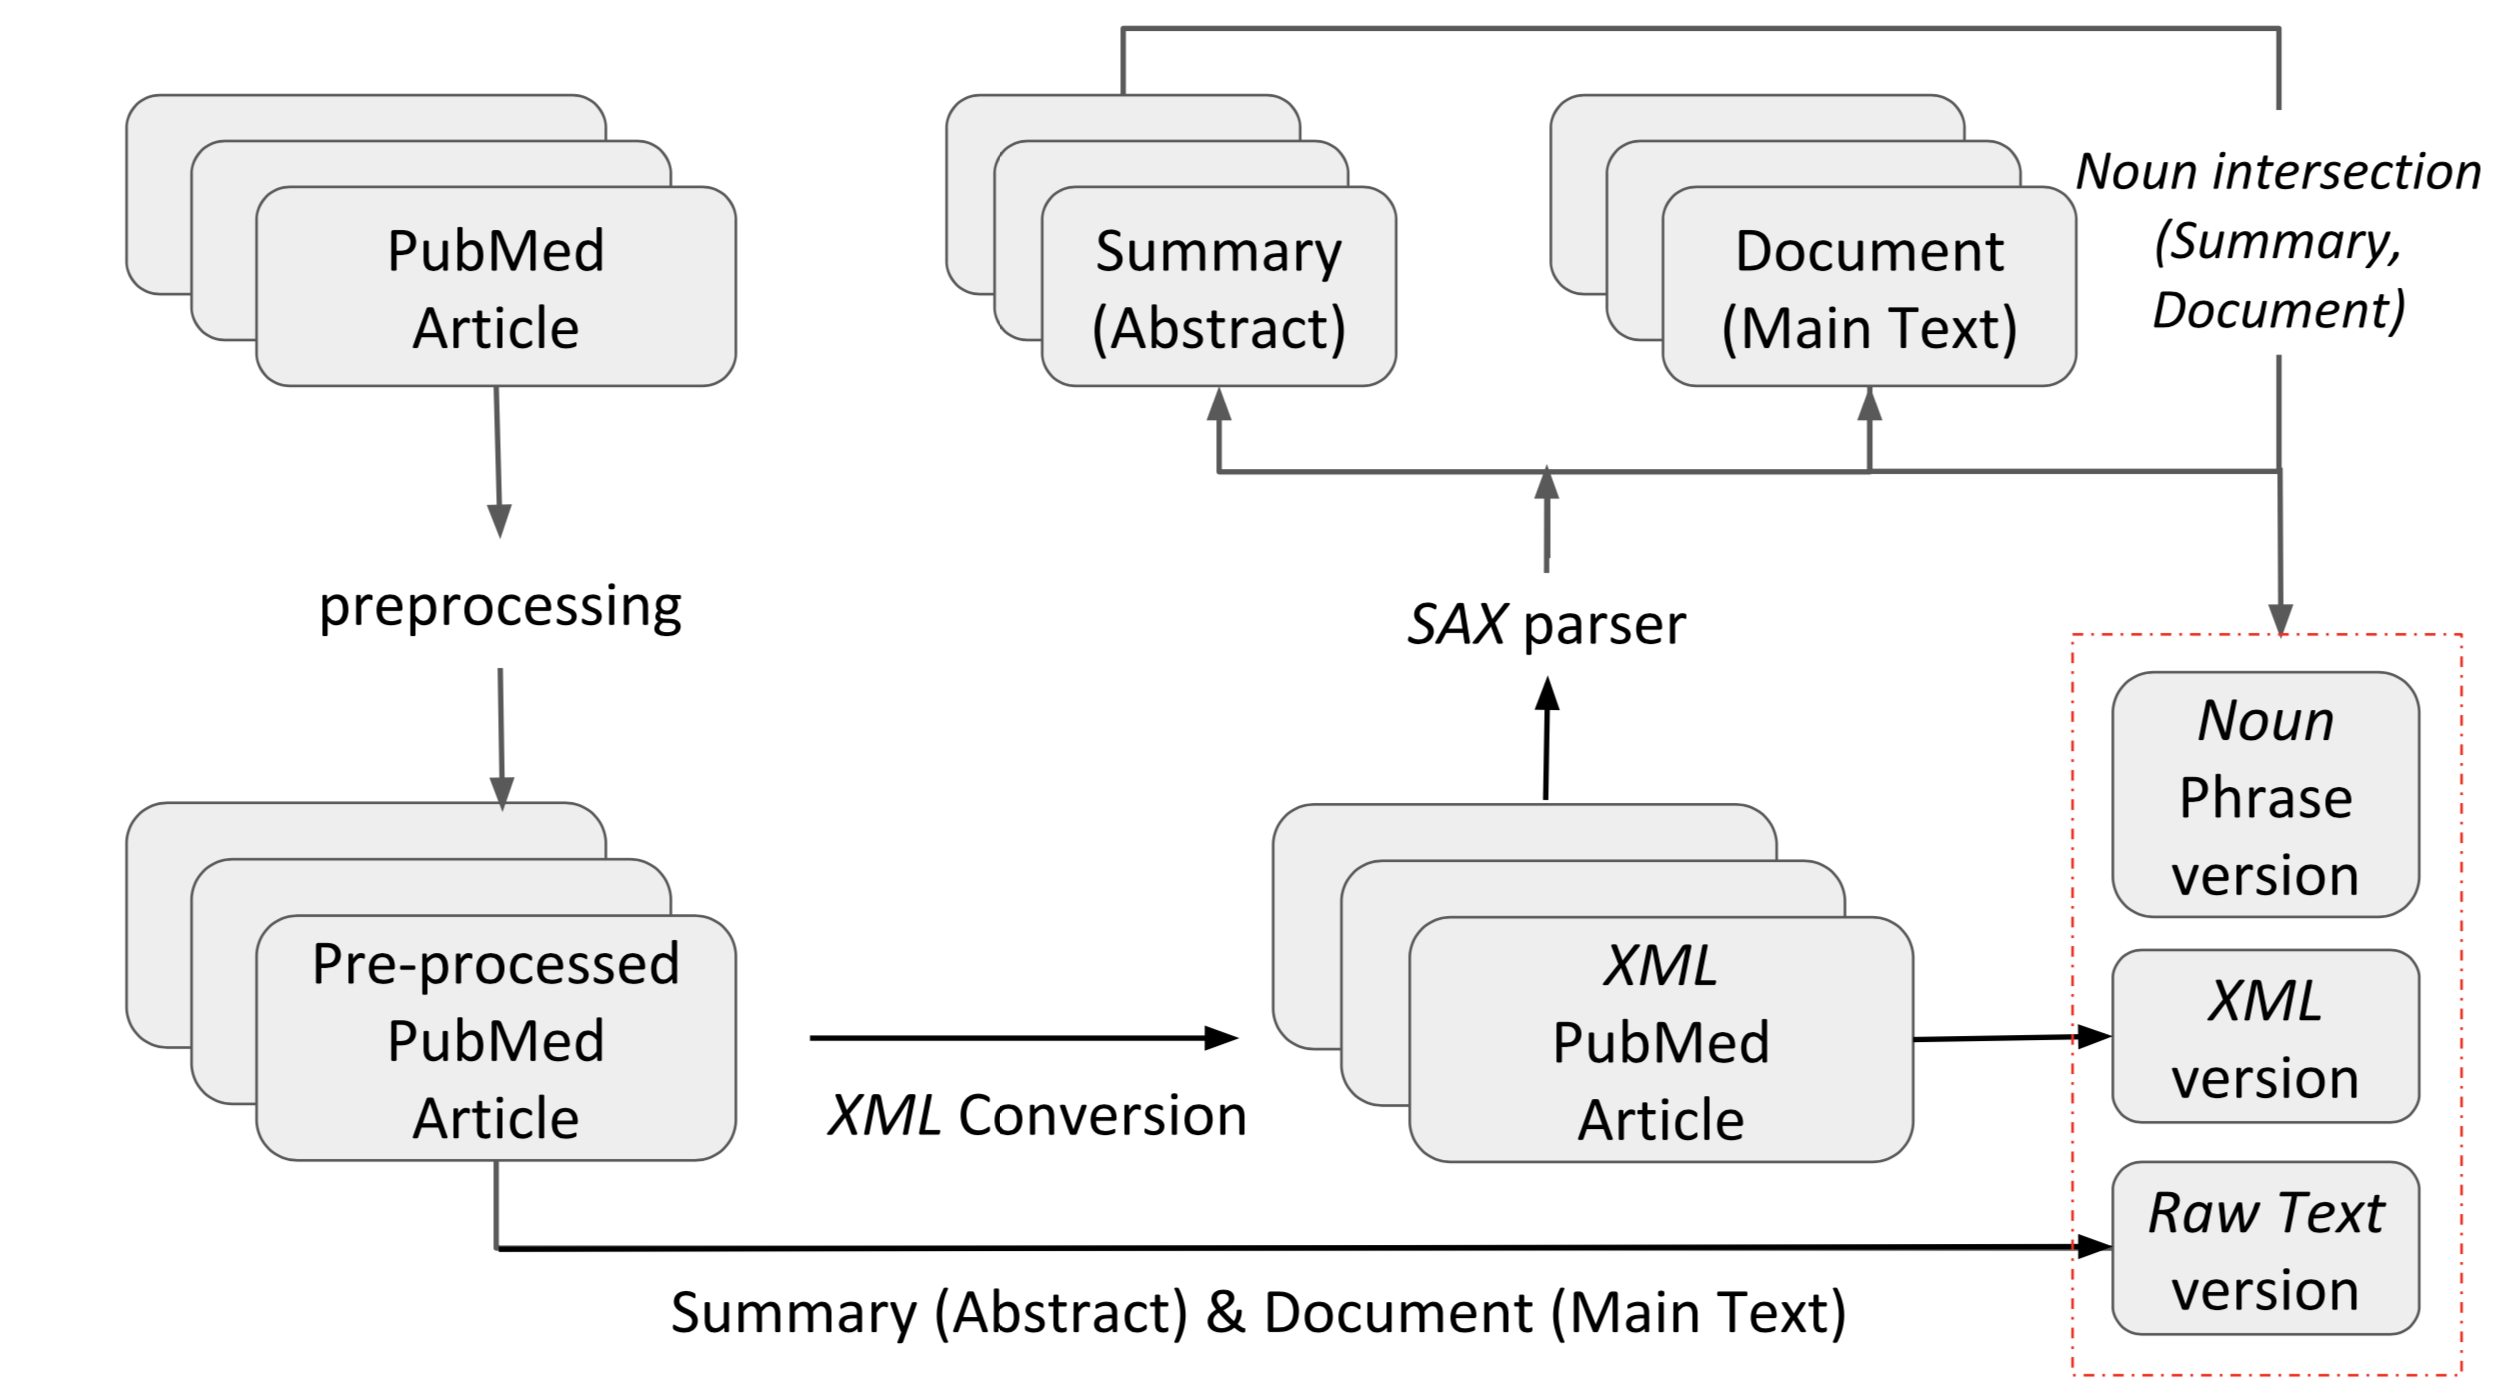 PubMed
Article
Summary
(Abstract)
Document
(Main Text)
Noun intersection
(Summary,
Document)
preprocessing
SAX parser
Noun
Phrase
version
Pre-processed
PubMed
Article
XML Conversion
XML
PubMed
Article
XML
version
Raw Text
version
Summary (Abstract) & Document (Main Text)